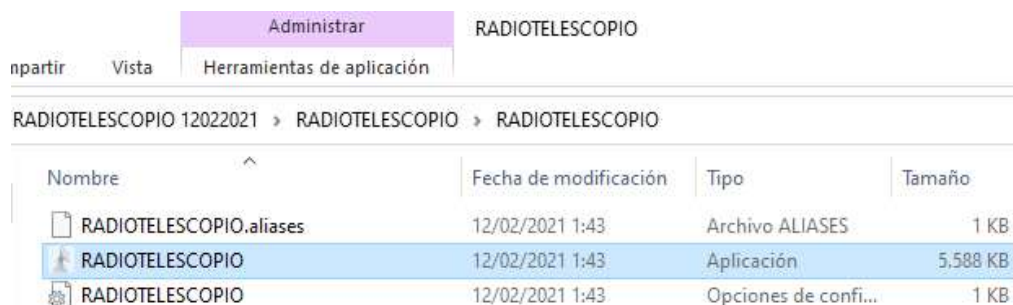 Administrar RADIOTELESCOPIO
mpartir Vista Herramientas de aplicación
RADIOTELESCOPIO 12022021 > RADIOTELESCOPIO > RADIOTELESCOPIO
Nombre Fecha de modificación Tipo Tamaño
RADIOTELESCOPIO.aliases 12/02/2021 1:43 Archivo ALIASES 1 KB
RADIOTELESCOPIO 12/02/2021 1:43 Aplicación 5.588 KB
RADIOTELESCOPIO 12/02/2021 1:43 Opciones de confi... 1 KB